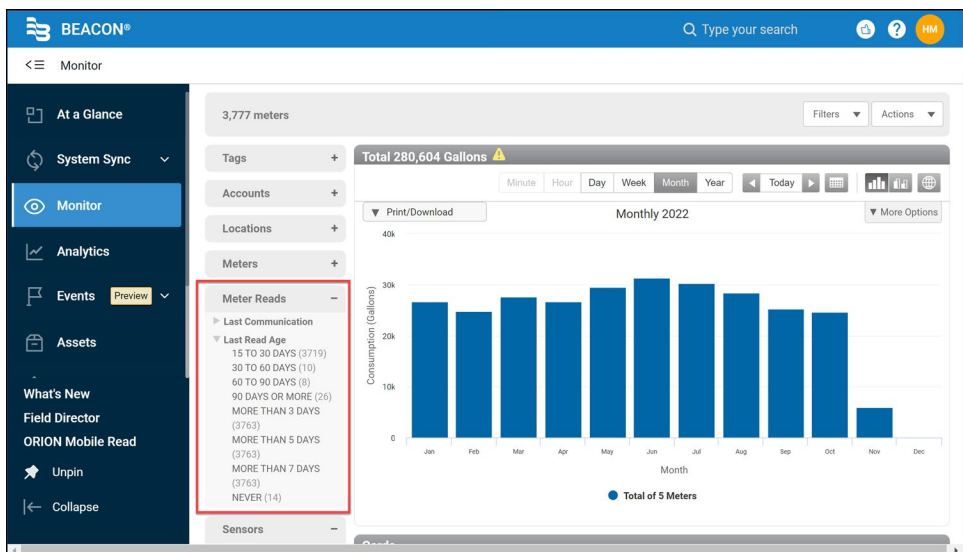 BEACON®
Type your search
HM
Monitor
At a Glance
System Sync
Monitor
Analytics
Events Preview
Assets
What's New
Field Director
ORION Mobile Read
Unpin
Collapse
3,777 meters
Filters
Actions
Tags +
Accounts +
Locations +
Meters +
Meter Reads −
Last Communication
Last Read Age
15 TO 30 DAYS (3719)
30 TO 60 DAYS (10)
60 TO 90 DAYS (8)
90 DAYS OR MORE (26)
MORE THAN 3 DAYS
(3763)
MORE THAN 5 DAYS
(3763)
MORE THAN 7 DAYS
(3763)
NEVER (14)
Sensors −
Total 280,604 Gallons
Minute Hour Day Week Month Year Today
Print/Download
Monthly 2022
More Options
40k
30k
20k
10k
0
Consumption (Gallons)
Jan Feb Mar Apr May Jun Jul Aug Sep Oct Nov Dec
Month
Total of 5 Meters